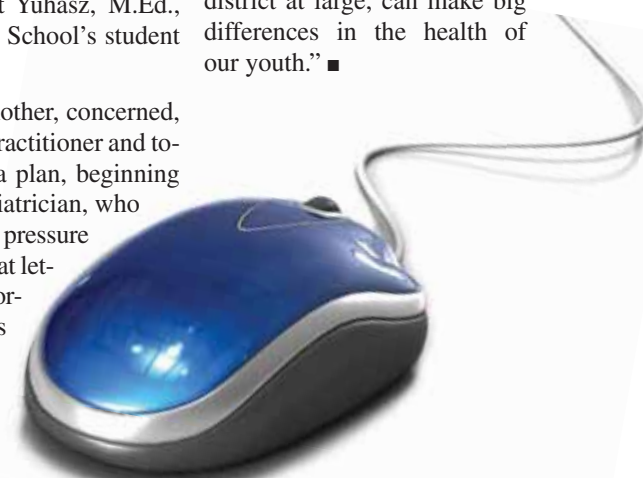 Yuhasz, M.Ed.,
School's student
other, concerned,
ractitioner and to-
a plan, beginning
iatrician, who
pressure
at let-
or-
s
district at large, can make big
differences in the health of
our youth.” ■